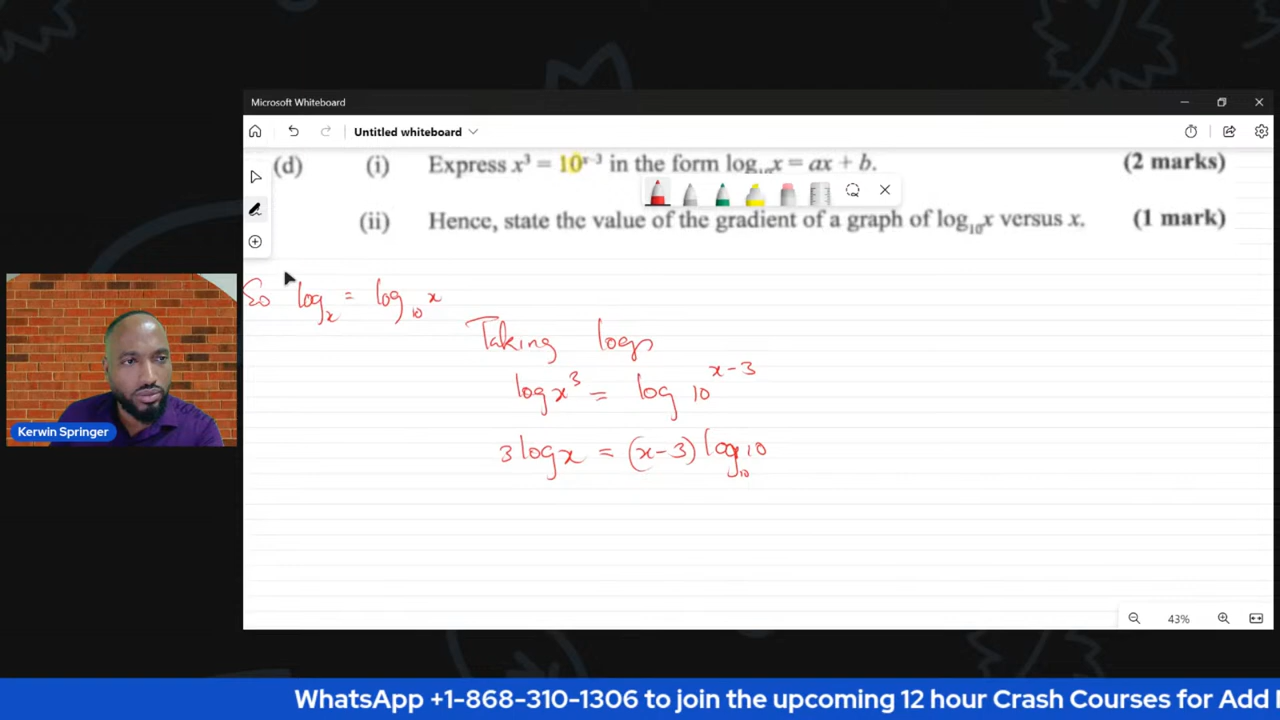 Microsoft Whiteboard
Untitled whiteboard
(d) (i) Express x³ = 10ˣ⁻³ in the form log₁₀x = ax + b. (2 marks)
(ii) Hence, state the value of the gradient of a graph of log₁₀x versus x. (1 mark)
So logₓ = log₁₀ x
Taking logs
log x³ = log 10ˣ⁻³
3 log x = (x-3) log₁₀ 10
Kerwin Springer
43%
WhatsApp +1-868-310-1306 to join the upcoming 12 hour Crash Courses for Add